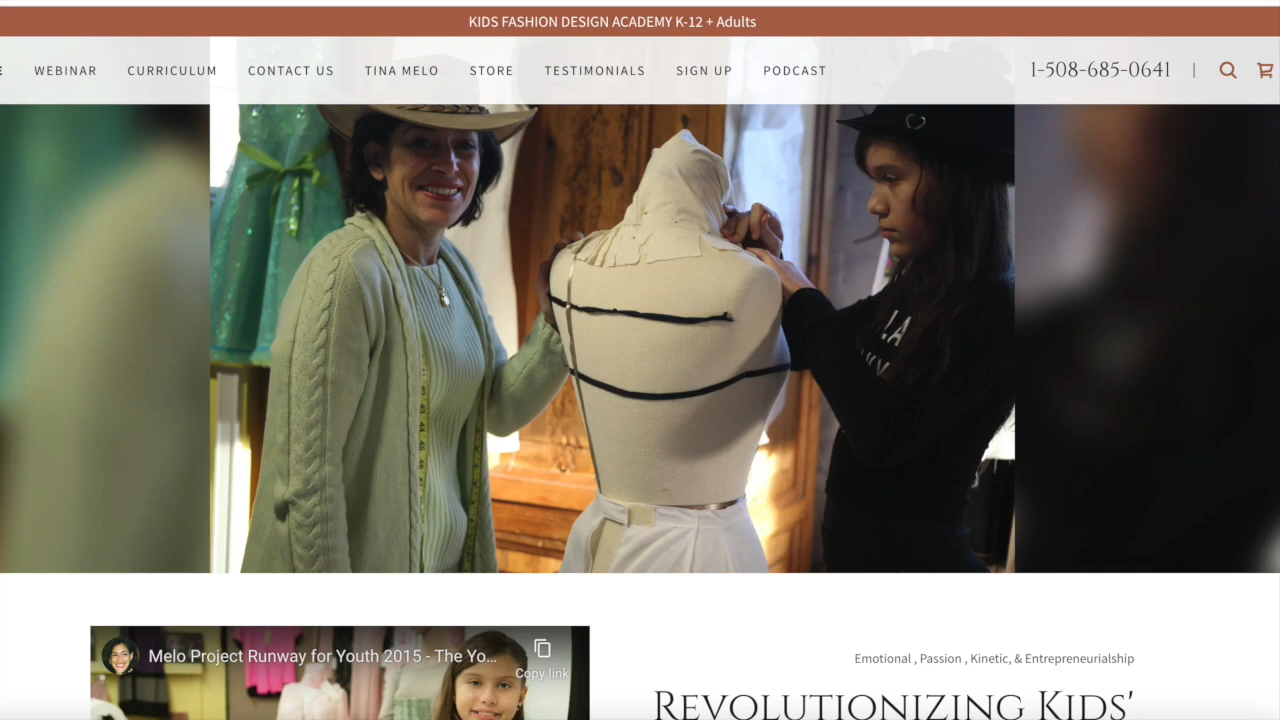 KIDS FASHION DESIGN ACADEMY K-12 + Adults
WEBINAR CURRICULUM CONTACT US TINA MELO STORE TESTIMONIALS SIGN UP PODCAST 1-508-685-0641 |
Melo Project Runway for Youth 2015 - The Yo...
Copy link
Emotional , Passion , Kinetic, & Entrepreneurialship
Revolutionizing Kids'